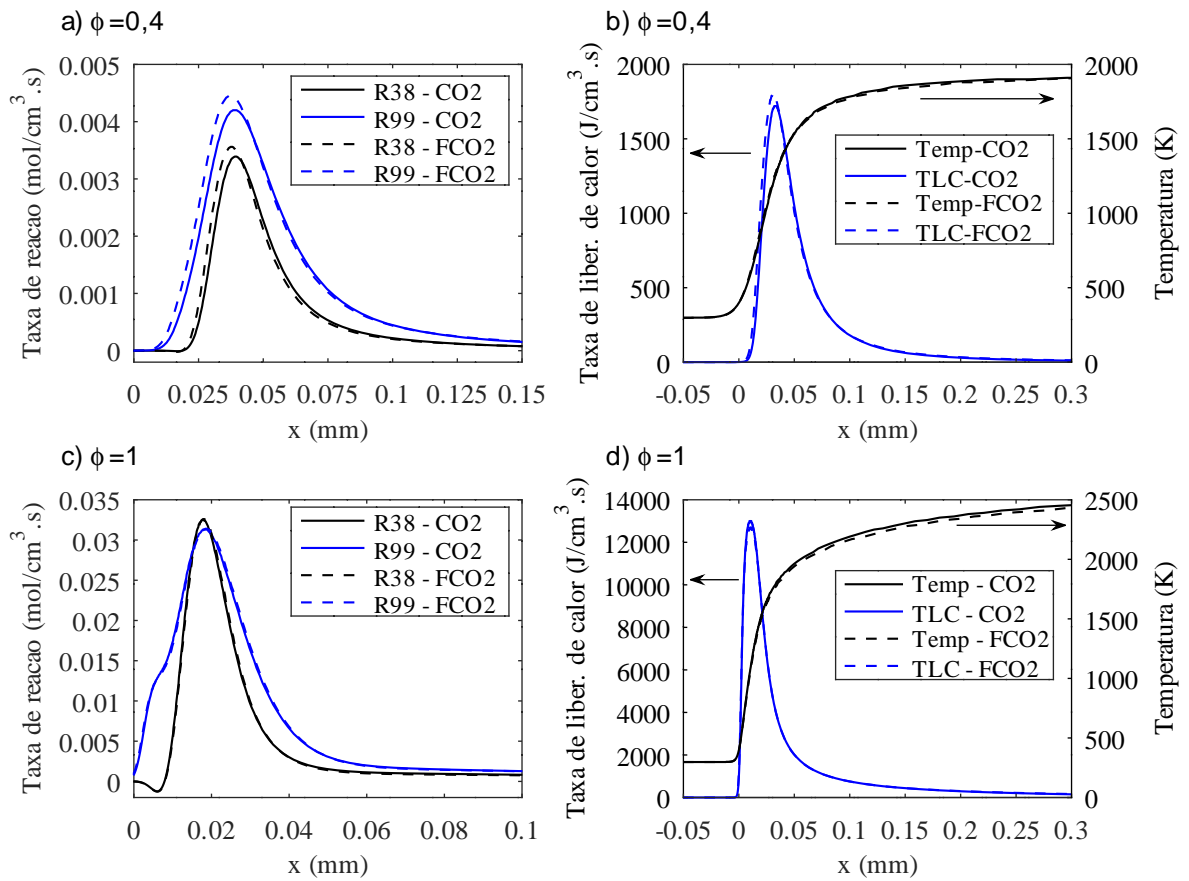 a) ϕ=0,4
Taxa de reacao (mol/cm³.s)
0.005
0.004
0.003
0.002
0.001
0
0
0.025
0.05
0.075
0.1
0.125
0.15
x (mm)
R38 - CO2
R99 - CO2
R38 - FCO2
R99 - FCO2
b) ϕ=0,4
Taxa de liber. de calor (J/cm³.s)
2000
1500
1000
500
0
-0.05
0
0.05
0.1
0.15
0.2
0.25
0.3
x (mm)
Temp-CO2
TLC-CO2
Temp-FCO2
TLC-FCO2
2000
1500
1000
500
0
Temperatura (K)
c) ϕ=1
Taxa de reacao (mol/cm³.s)
0.035
0.03
0.025
0.02
0.015
0.01
0.005
0
0
0.02
0.04
0.06
0.08
0.1
x (mm)
R38 - CO2
R99 - CO2
R38 - FCO2
R99 - FCO2
d) ϕ=1
Taxa de liber. de calor (J/cm³.s)
14000
12000
10000
8000
6000
4000
2000
0
-0.05
0
0.05
0.1
0.15
0.2
0.25
0.3
x (mm)
Temp - CO2
TLC - CO2
Temp - FCO2
TLC - FCO2
2500
2000
1500
1000
500
0
Temperatura (K)